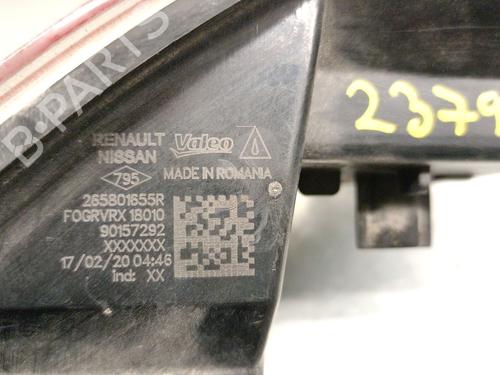 B-PARTS
RENAULT
NISSAN
Valeo
795
MADE IN ROMANIA
265801655R
FOGRVRX 18010
90157292
XXXXXXX
17/02/20 04:46
ind: XX
2379